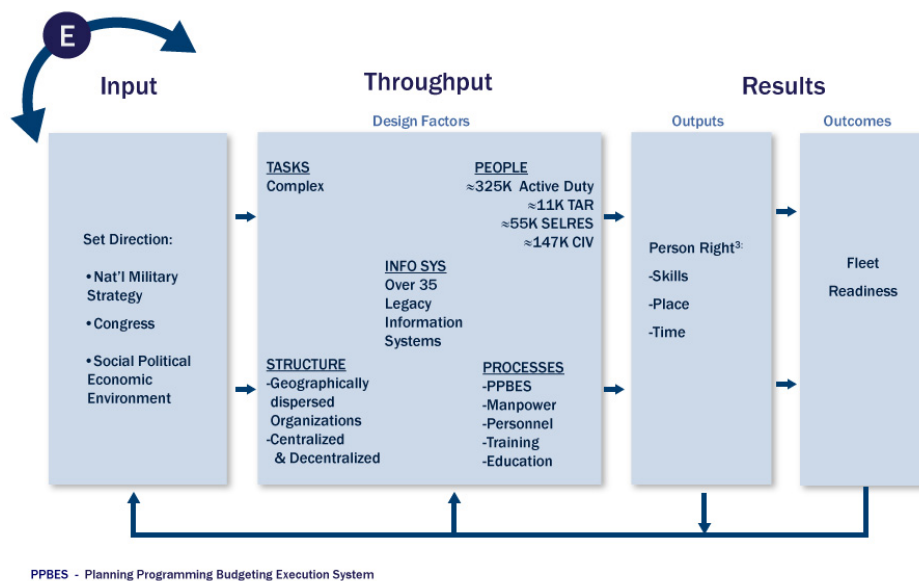 E
Input
Throughput
Results
Design Factors
Outputs
Outcomes
Set Direction:
•Nat'l Military
Strategy
•Congress
•Social Political
Economic
Environment
TASKS
Complex
PEOPLE
≈325K Active Duty
≈11K TAR
≈55K SELRES
≈147K CIV
INFO SYS
Over 35
Legacy
Information
Systems
STRUCTURE
-Geographically
dispersed
Organizations
-Centralized
& Decentralized
PROCESSES
-PPBES
-Manpower
-Personnel
-Training
-Education
Person Right³:
-Skills
-Place
-Time
Fleet
Readiness
PPBES - Planning Programming Budgeting Execution System